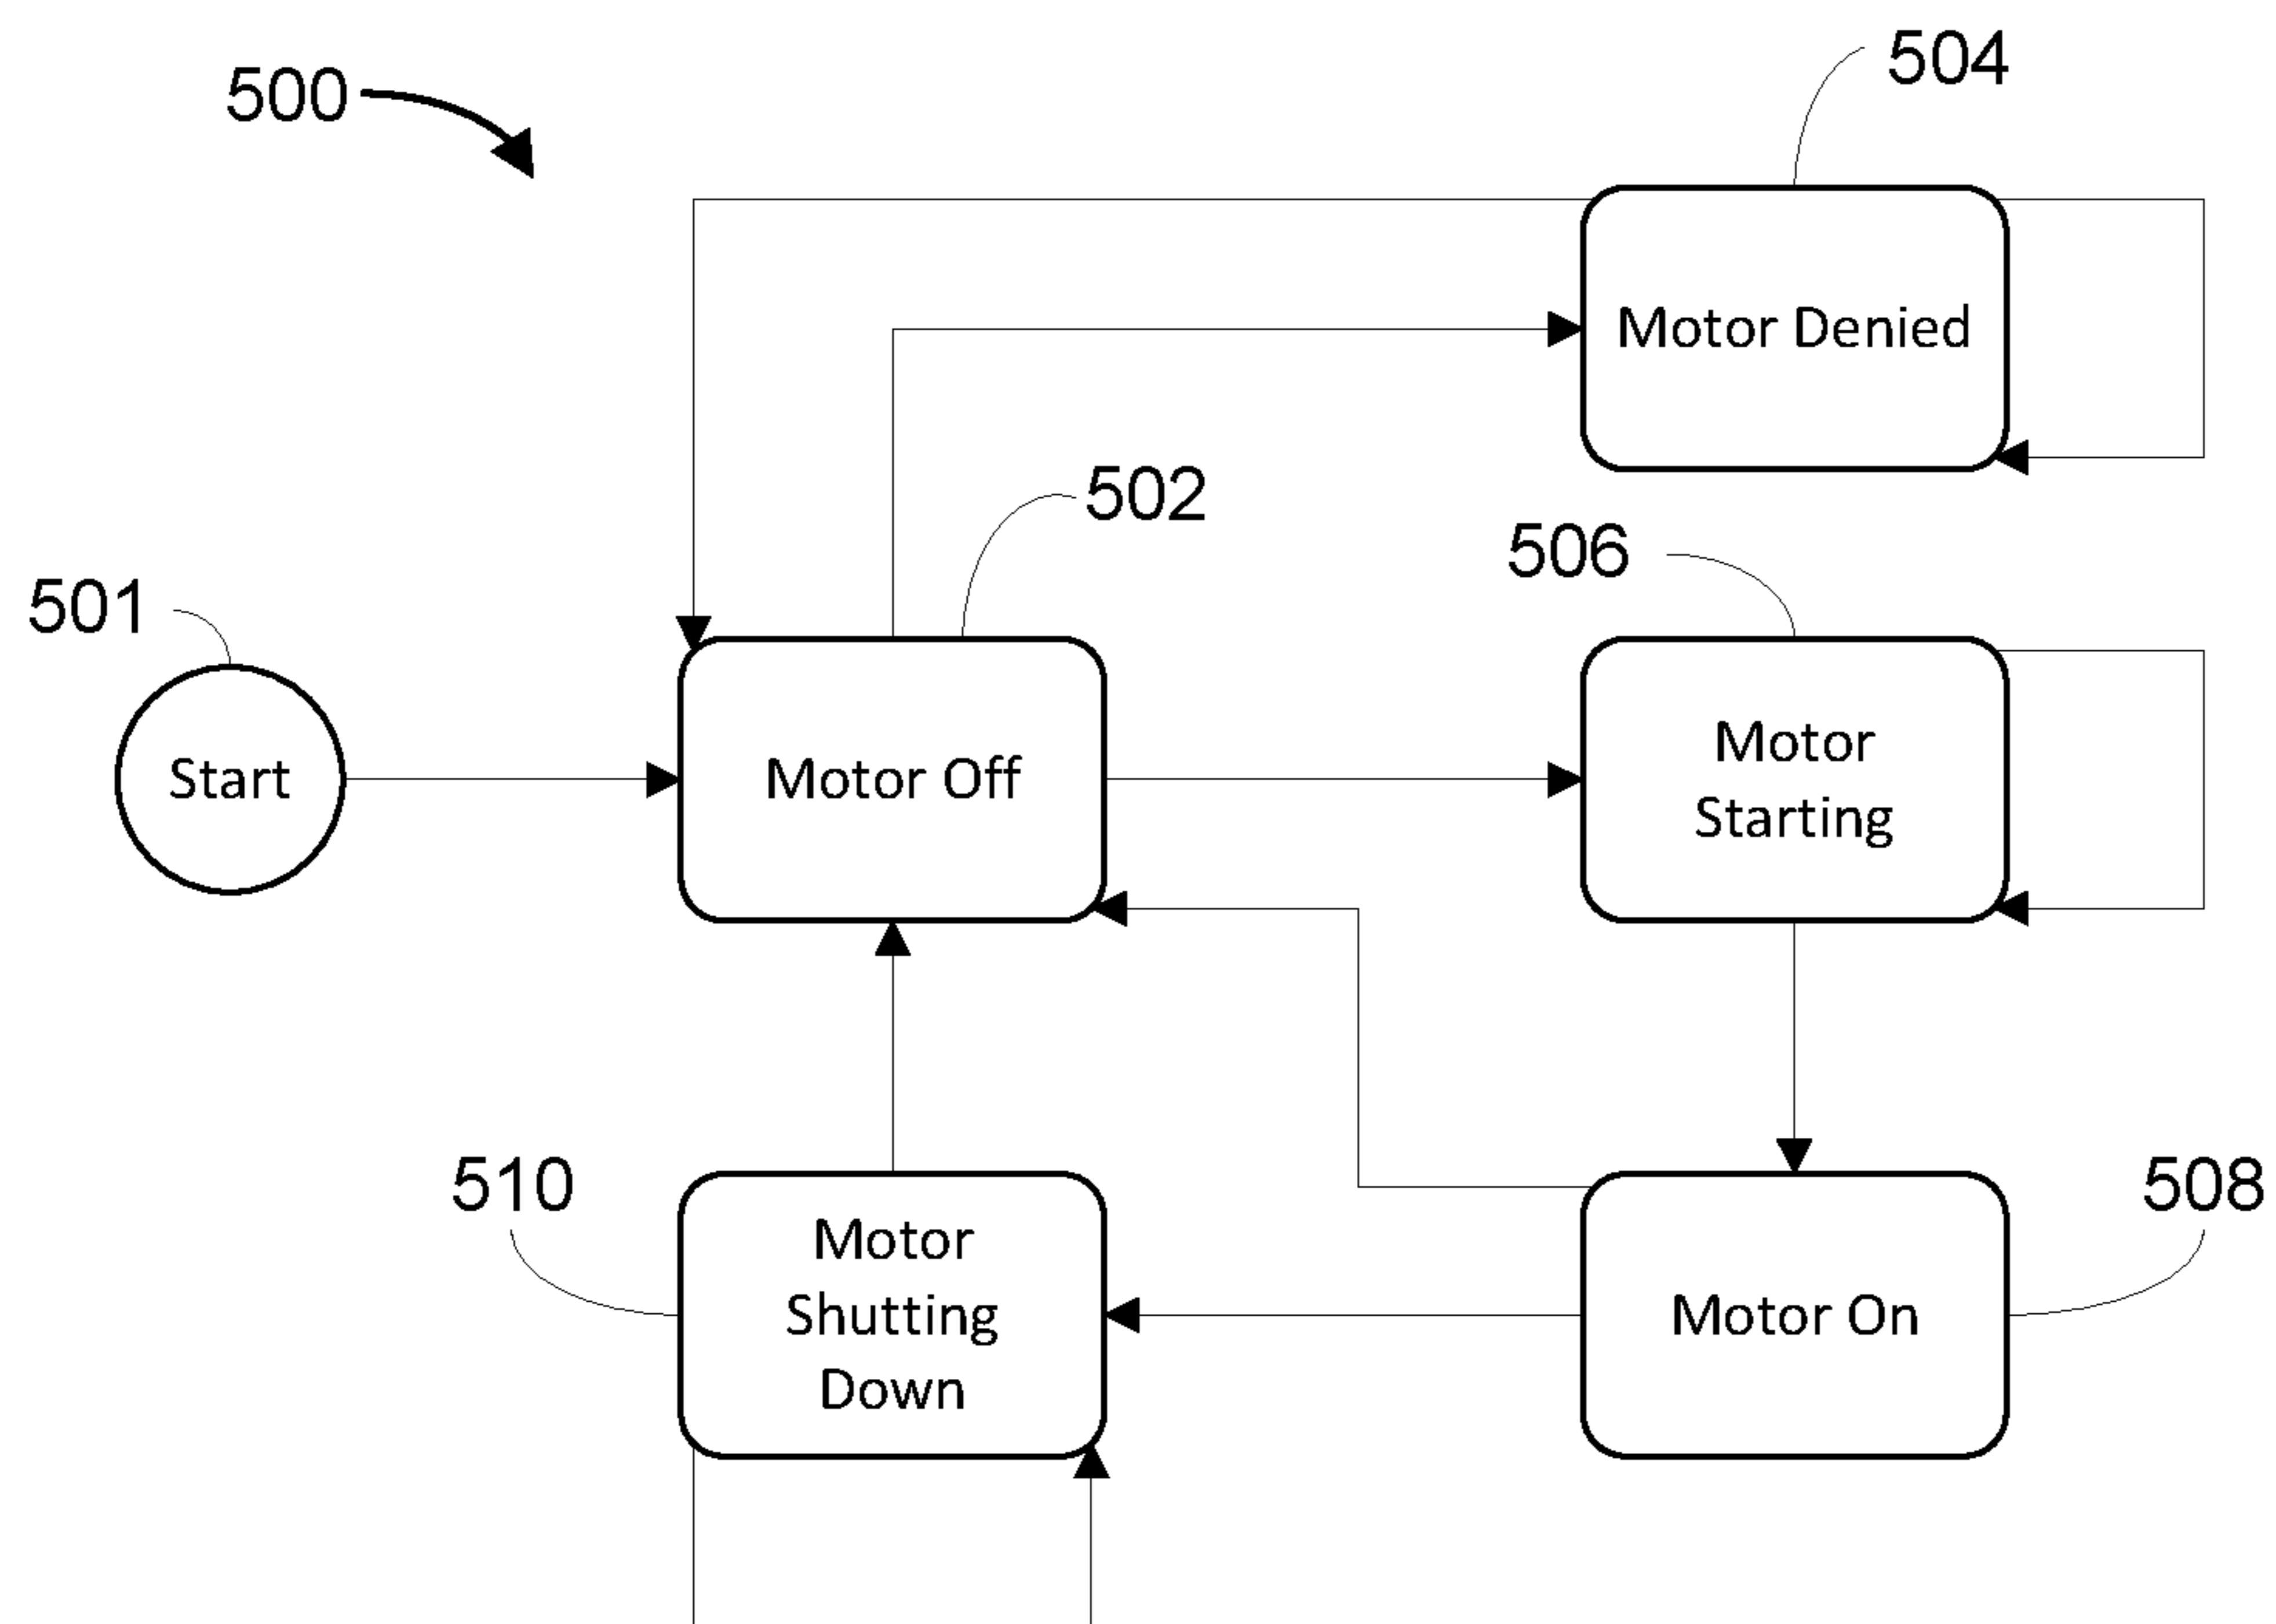 500
504
Motor Denied
502
506
501
Start
Motor Off
Motor
Starting
510
508
Motor
Shutting
Down
Motor On